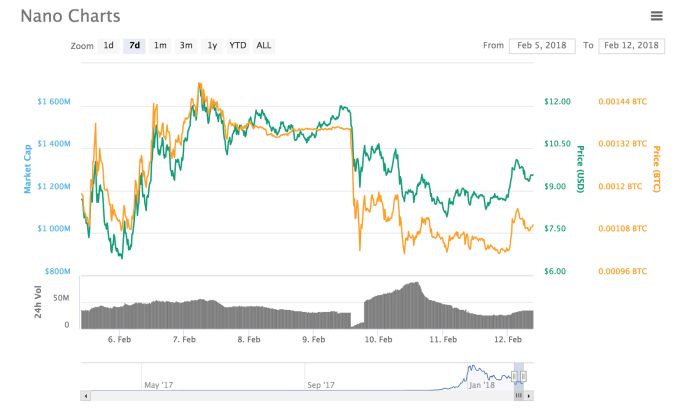 Nano Charts
Zoom 1d 7d 1m 3m 1y YTD ALL From Feb 5, 2018 To Feb 12, 2018
$1 600M $12.00 0.00144 BTC
$1 400M $10.50 0.00132 BTC
$1 200M $9.00 0.0012 BTC
$1 000M $7.50 0.00108 BTC
$800M $6.00 0.00096 BTC
Market Cap
Price (USD)
Price (BTC)
24h Vol
50M
0
6. Feb 7. Feb 8. Feb 9. Feb 10. Feb 11. Feb 12. Feb
May '17 Sep '17 Jan '18